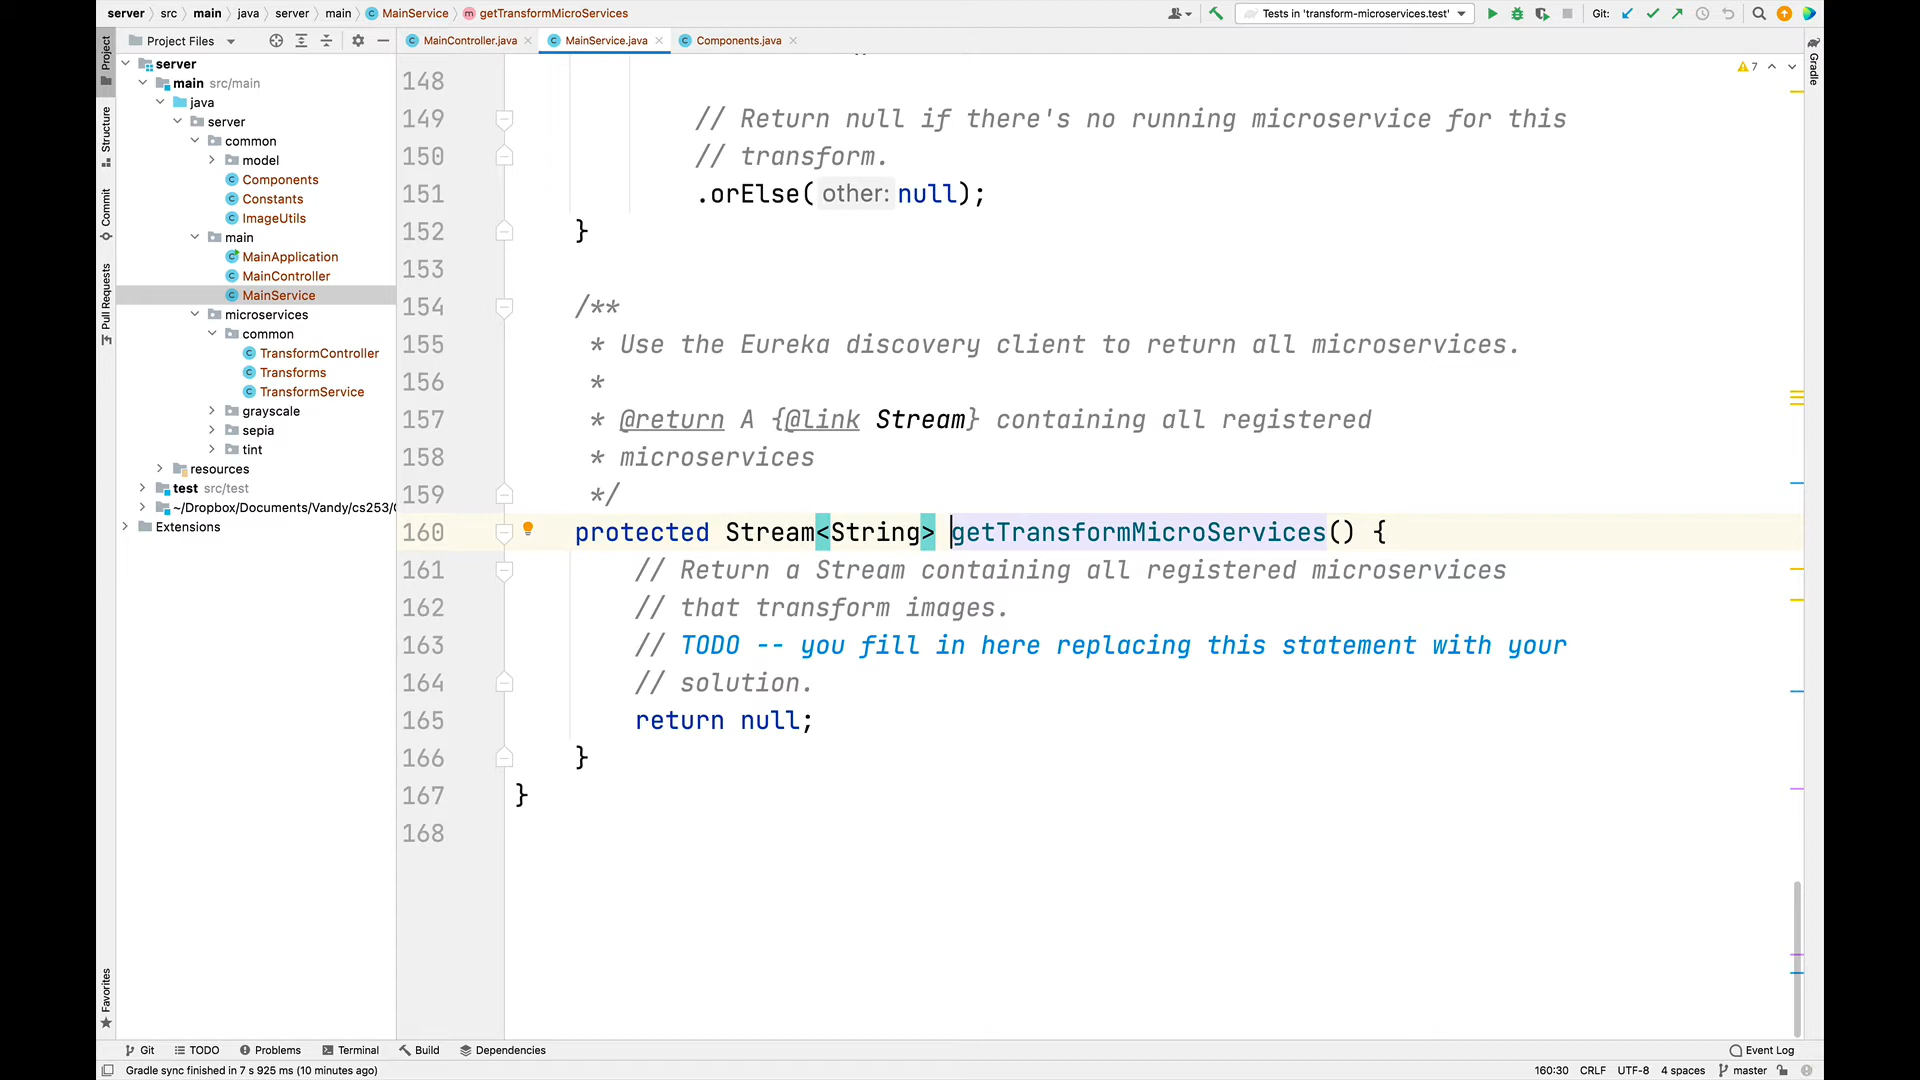 server src main java server main MainService getTransformMicroServices
Tests in 'transform-microservices.test'
Git:
Project Files
MainController.java
MainService.java
Components.java
Project
Structure
Commit
Pull Requests
Favorites
Gradle
7
server
main src/main
java
server
common
model
Components
Constants
ImageUtils
main
MainApplication
MainController
MainService
microservices
common
TransformController
Transforms
TransformService
grayscale
sepia
tint
resources
test src/test
~/Dropbox/Documents/Vandy/cs253/
Extensions
148
149 // Return null if there's no running microservice for this
150 // transform.
151 .orElse( other: null);
152 }
153
154 /**
155 * Use the Eureka discovery client to return all microservices.
156 *
157 * @return A {@link Stream} containing all registered
158 * microservices
159 */
160 protected Stream<String> getTransformMicroServices() {
161 // Return a Stream containing all registered microservices
162 // that transform images.
163 // TODO -- you fill in here replacing this statement with your
164 // solution.
165 return null;
166 }
167 }
168
Git TODO Problems Terminal Build Dependencies Event Log
Gradle sync finished in 7 s 925 ms (10 minutes ago) 160:30 CRLF UTF-8 4 spaces master